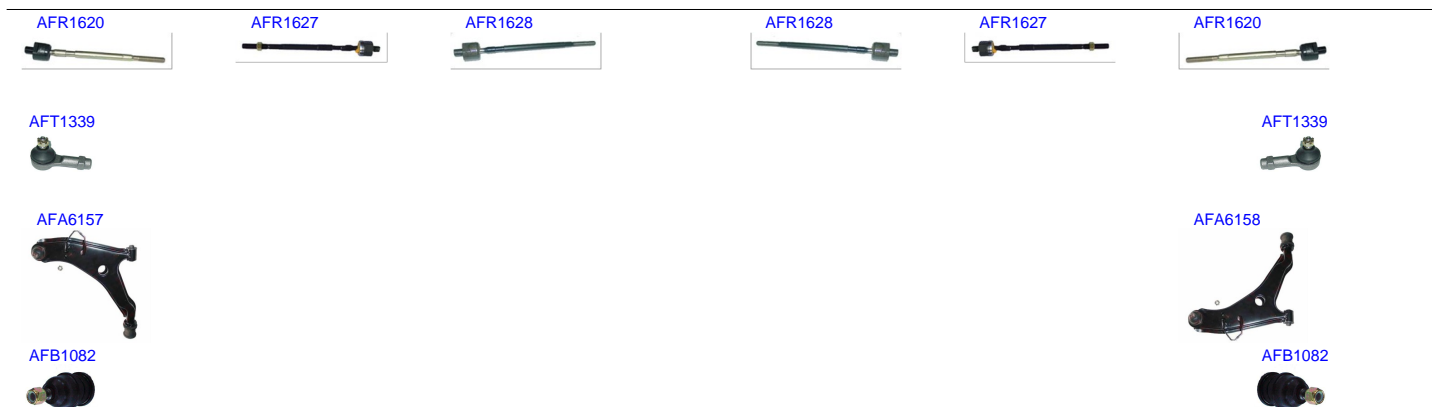 AFR1620 AFR1627 AFR1628 AFR1628 AFR1627 AFR1620
AFT1339 AFT1339
AFA6157 AFA6158
AFB1082 AFB1082